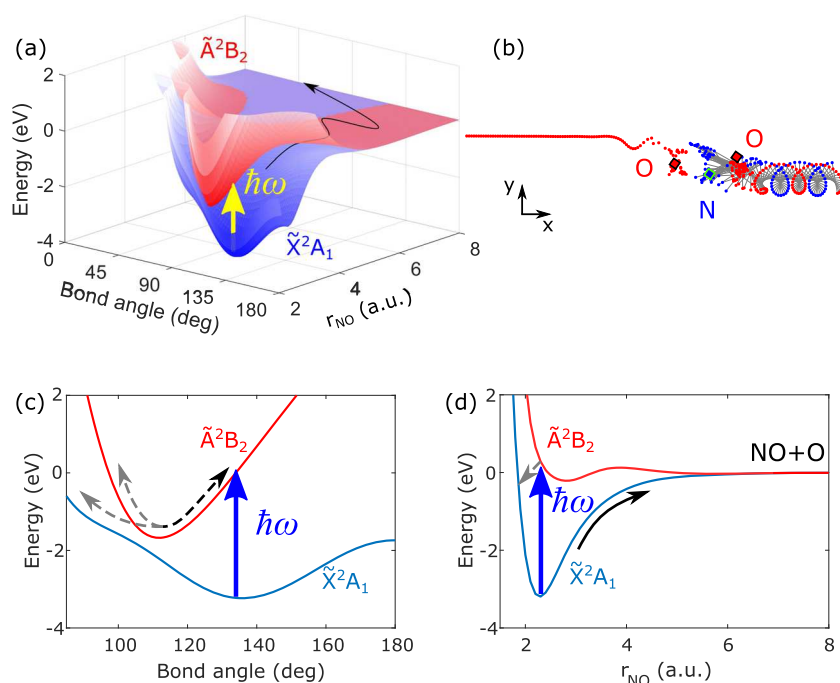 (a)
Ã²B₂
2
0
-2
-4
Energy (eV)
ℏω
X̃²A₁
0
45
90
135
180
Bond angle (deg)
2
4
6
8
r_NO (a.u.)
(b)
O
O
N
y
x
(c)
2
0
-2
-4
Energy (eV)
Ã²B₂
ℏω
X̃²A₁
100
120
140
160
180
Bond angle (deg)
(d)
2
0
-2
-4
Energy (eV)
Ã²B₂
NO+O
ℏω
X̃²A₁
2
4
6
8
r_NO (a.u.)